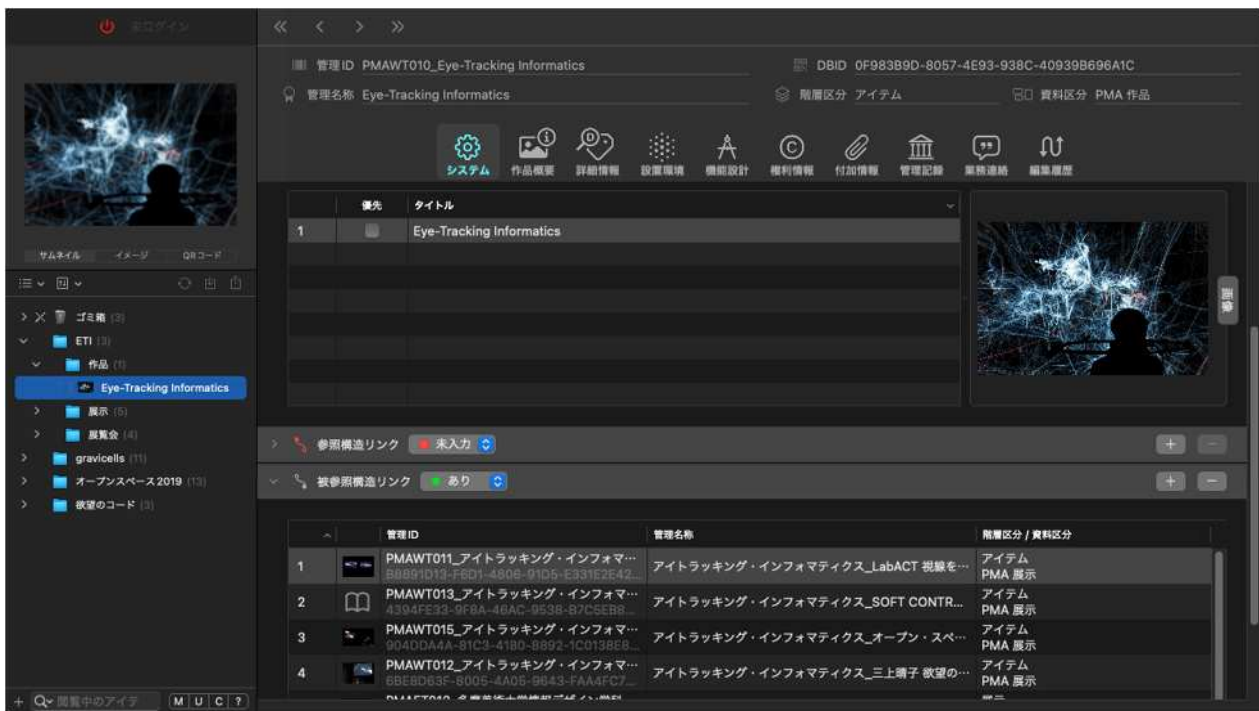 未ログイン
管理ID PMAWT010_Eye-Tracking Informatics
DBID 0F983B9D-8057-4E93-938C-40939B696A1C
管理名称 Eye-Tracking Informatics
階層区分 アイテム
資料区分 PMA 作品
システム 作品概要 詳細情報 設置環境 機能設計 権利情報 付加情報 管理記録 業務連絡 編集履歴
サムネイル イメージ QRコード
優先 タイトル
1 Eye-Tracking Informatics
画像
ゴミ箱 (3)
ETI (3)
作品 (1)
Eye-Tracking Informatics
展示 (5)
展覧会 (4)
gravicells (11)
オープンスペース2019 (13)
欲望のコード (3)
参照構造リンク 未入力
被参照構造リンク あり
管理ID 管理名称 階層区分 / 資料区分
1 PMAWT011_アイトラッキング・インフォマ… アイトラッキング・インフォマティクス_LabACT 視線を… アイテム
PMA 展示
2 PMAWT013_アイトラッキング・インフォマ… アイトラッキング・インフォマティクス_SOFT CONTR... アイテム
PMA 展示
3 PMAWT015_アイトラッキング・インフォマ… アイトラッキング・インフォマティクス_オープン・スペ… アイテム
PMA 展示
4 PMAWT012_アイトラッキング・インフォマ… アイトラッキング・インフォマティクス_三上晴子 欲望の… アイテム
PMA 展示
閲覧中のアイテ M U C ?